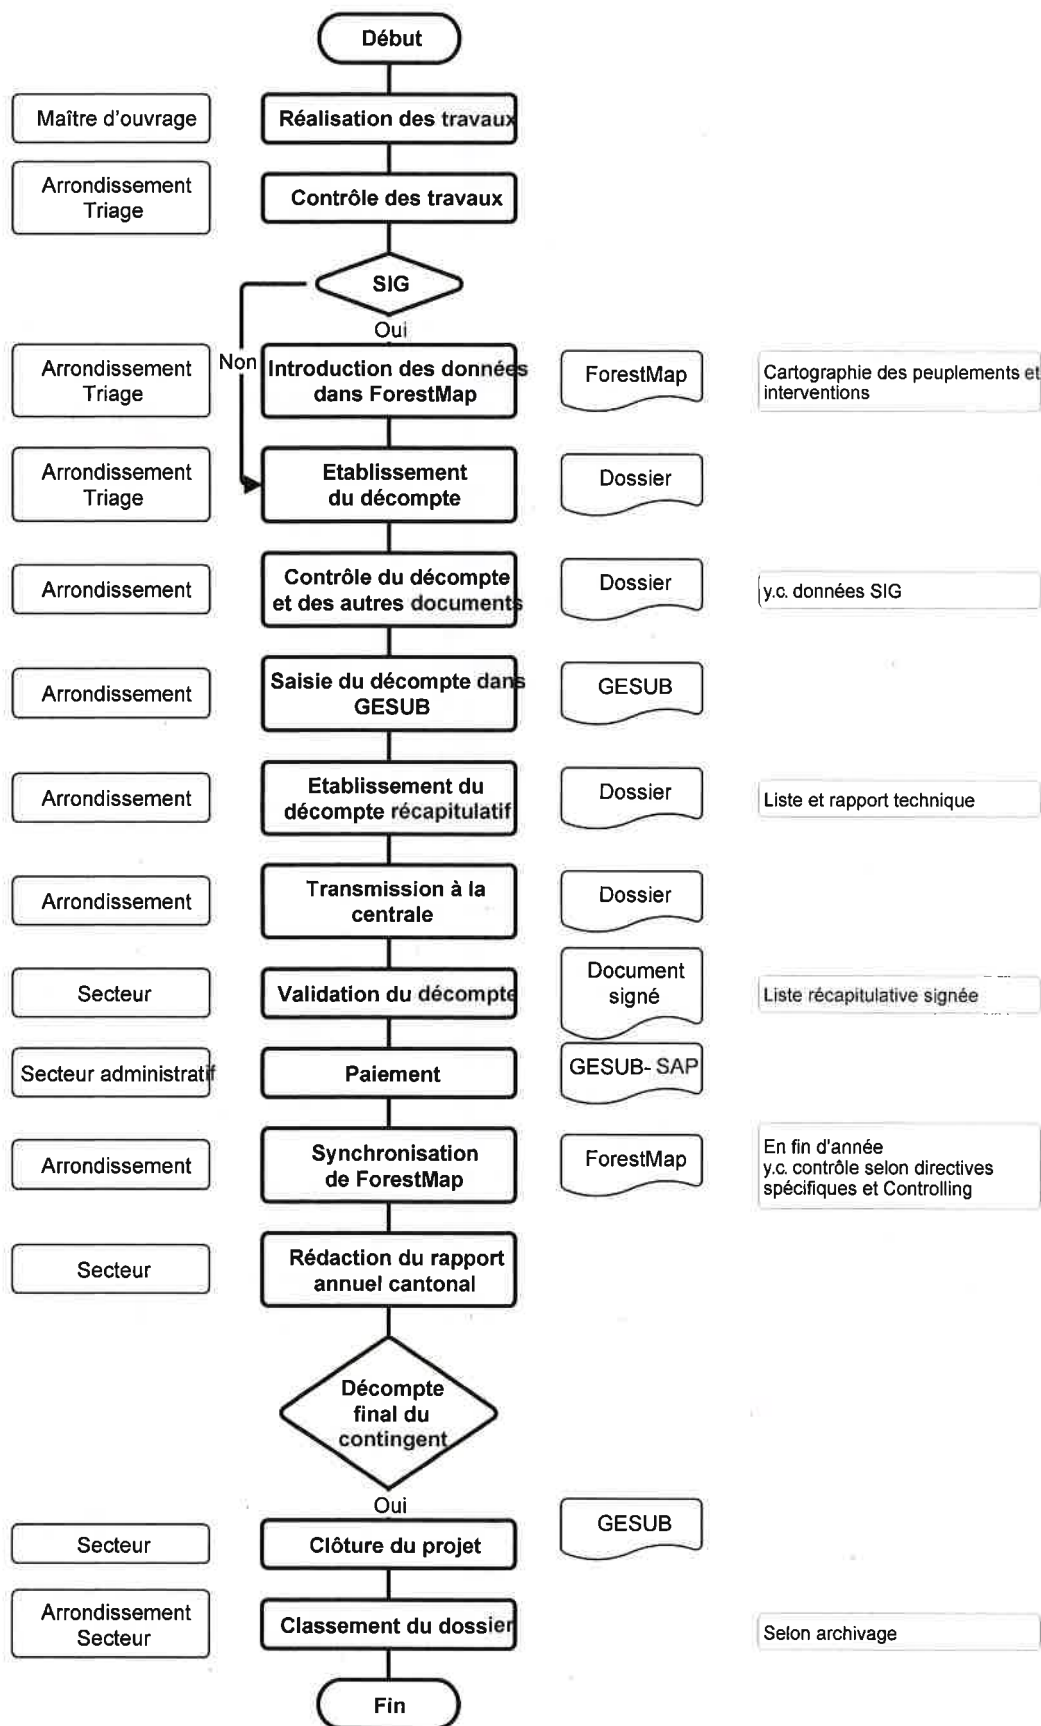 Début
Maître d'ouvrage
Réalisation des travaux
Arrondissement
Triage
Contrôle des travaux
SIG
Oui
Non
Arrondissement
Triage
Introduction des données
dans ForestMap
ForestMap
Cartographie des peuplements et
interventions
Arrondissement
Triage
Etablissement
du décompte
Dossier
Arrondissement
Contrôle du décompte
et des autres documents
Dossier
y.c. données SIG
Arrondissement
Saisie du décompte dans
GESUB
GESUB
Arrondissement
Etablissement du
décompte récapitulatif
Dossier
Liste et rapport technique
Arrondissement
Transmission à la
centrale
Dossier
Secteur
Validation du décompte
Document
signé
Liste récapitulative signée
Secteur administratif
Paiement
GESUB- SAP
Arrondissement
Synchronisation
de ForestMap
ForestMap
En fin d'année
y.c. contrôle selon directives
spécifiques et Controlling
Secteur
Rédaction du rapport
annuel cantonal
Décompte
final du
contingent
Oui
Secteur
Clôture du projet
GESUB
Arrondissement
Secteur
Classement du dossier
Selon archivage
Fin